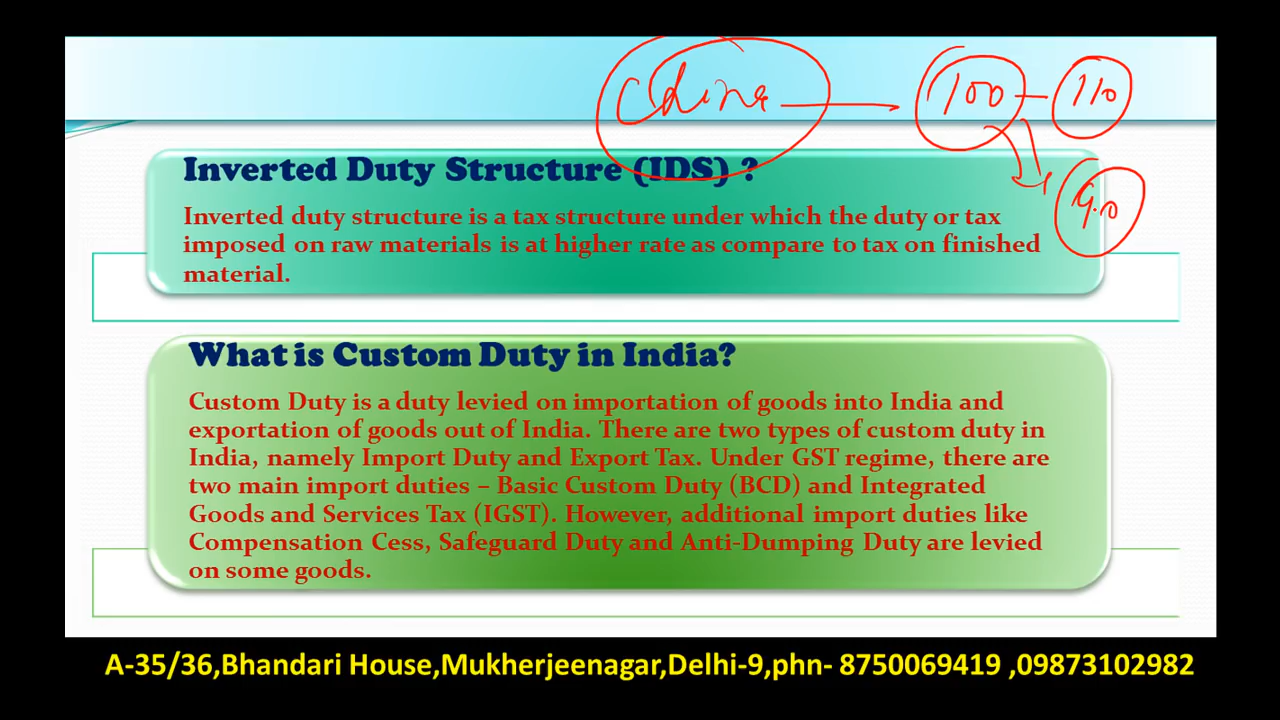 China 100 - 110
90
Inverted Duty Structure (IDS) ?
Inverted duty structure is a tax structure under which the duty or tax
imposed on raw materials is at higher rate as compare to tax on finished
material.
What is Custom Duty in India?
Custom Duty is a duty levied on importation of goods into India and
exportation of goods out of India. There are two types of custom duty in
India, namely Import Duty and Export Tax. Under GST regime, there are
two main import duties – Basic Custom Duty (BCD) and Integrated
Goods and Services Tax (IGST). However, additional import duties like
Compensation Cess, Safeguard Duty and Anti-Dumping Duty are levied
on some goods.
A-35/36,Bhandari House,Mukherjeenagar,Delhi-9,phn- 8750069419 ,09873102982